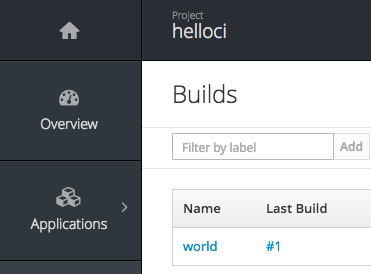 Project
helloci
Overview
Applications
Builds
Filter by label Add
Name Last Build
world #1